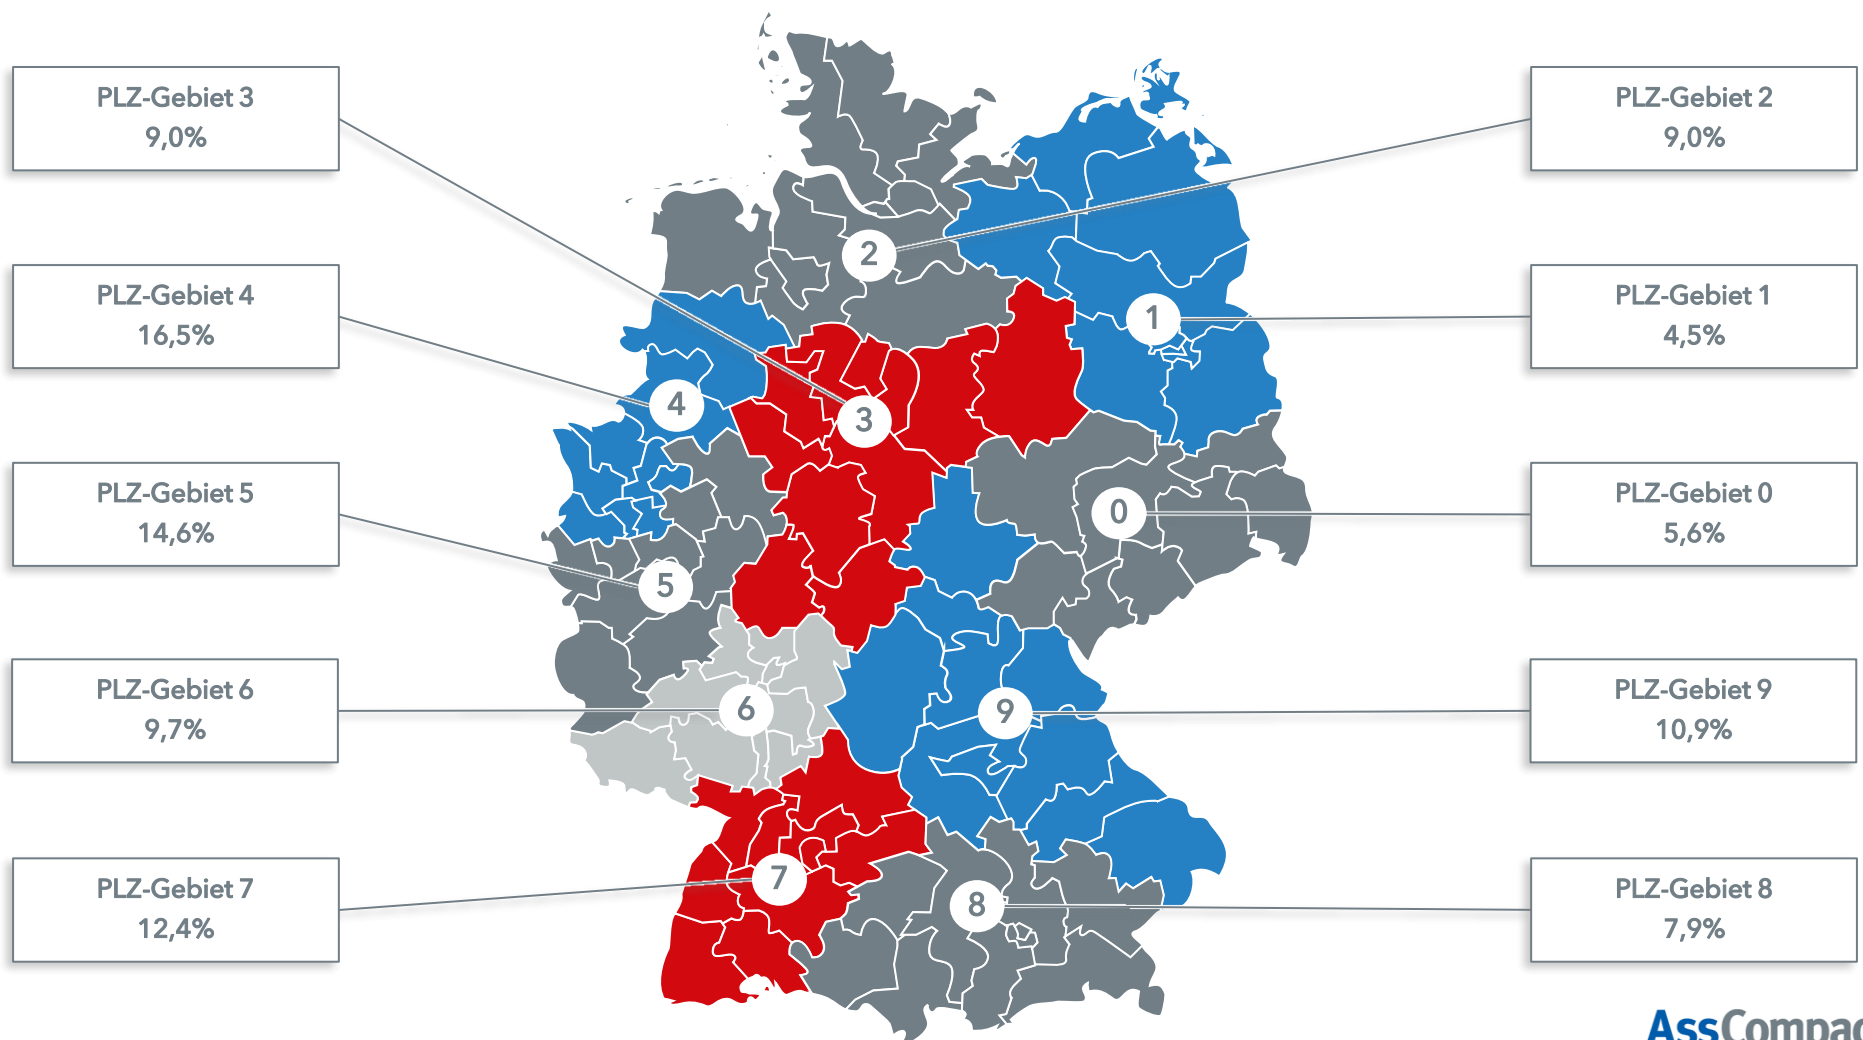 PLZ-Gebiet 3
9,0%
PLZ-Gebiet 4
16,5%
PLZ-Gebiet 5
14,6%
PLZ-Gebiet 6
9,7%
PLZ-Gebiet 7
12,4%
2
1
4
3
0
5
6
9
7
8
PLZ-Gebiet 2
9,0%
PLZ-Gebiet 1
4,5%
PLZ-Gebiet 0
5,6%
PLZ-Gebiet 9
10,9%
PLZ-Gebiet 8
7,9%
AssCompac